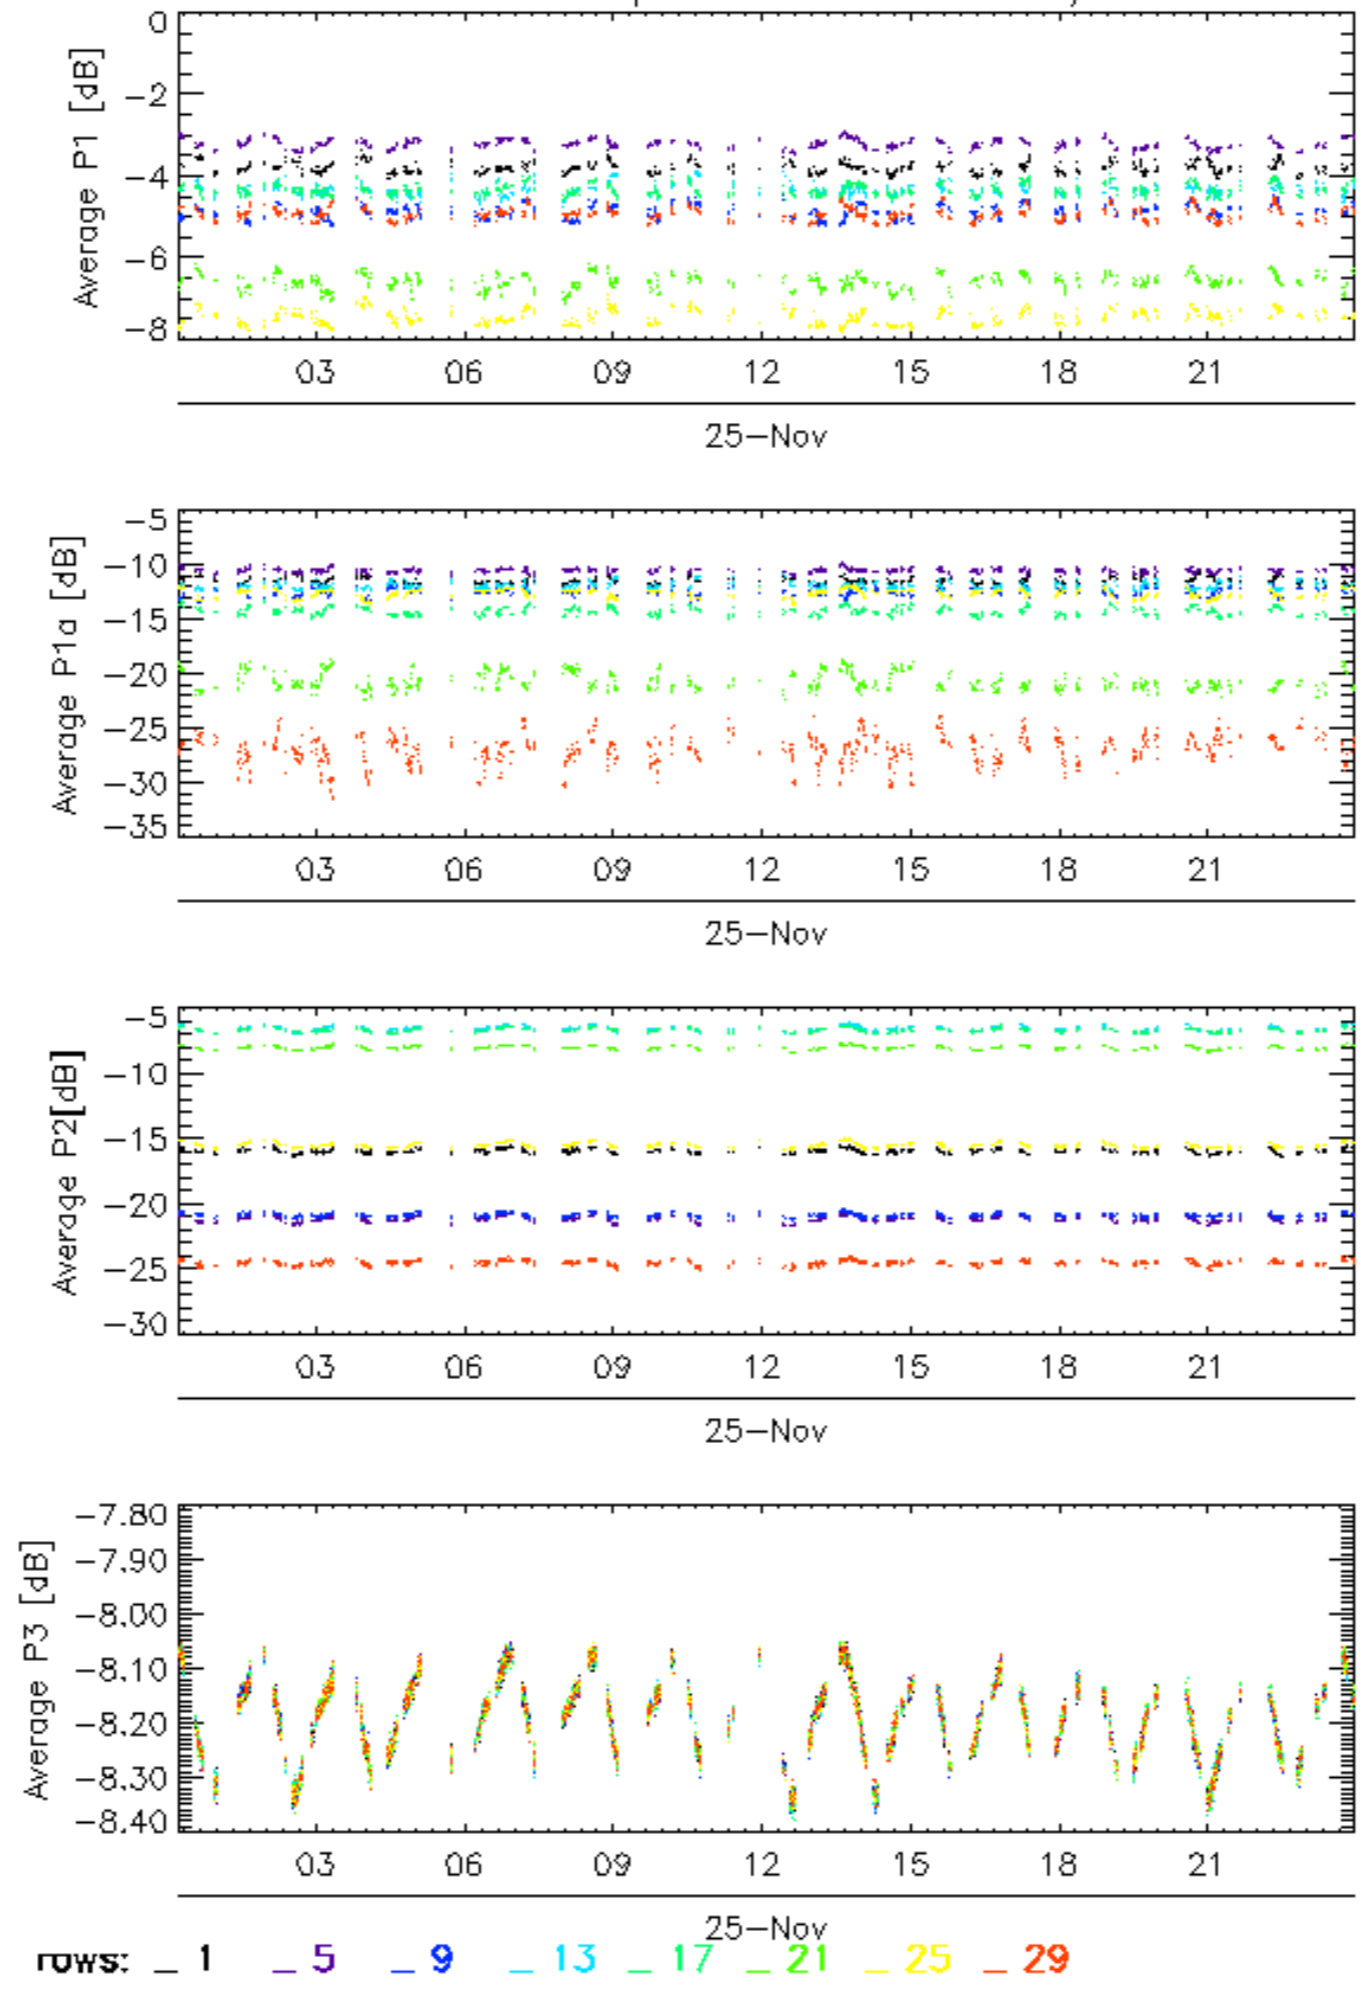 Average P1 [dB]
0
−2
−4
−6
−8
03 06 09 12 15 18 21
25−Nov
Average P1a [dB]
−5
−10
−15
−20
−25
−30
−35
03 06 09 12 15 18 21
25−Nov
Average P2[dB]
−5
−10
−15
−20
−25
−30
03 06 09 12 15 18 21
25−Nov
Average P3 [dB]
−7.80
−7.90
−8.00
−8.10
−8.20
−8.30
−8.40
03 06 09 12 15 18 21
25−Nov
rows: _ 1 _ 5 _ 9 _ 13 _ 17 _ 21 _ 25 _ 29